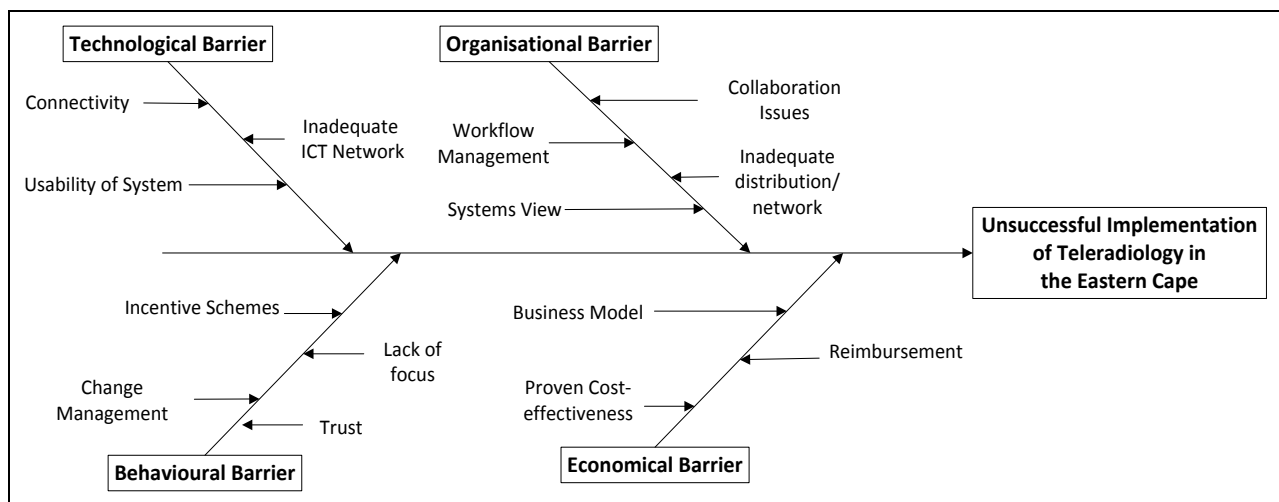 Technological Barrier
Connectivity
Inadequate
ICT Network
Usability of System
Organisational Barrier
Collaboration
Issues
Workflow
Management
Inadequate
distribution/
network
Systems View
Unsuccessful Implementation
of Teleradiology in
the Eastern Cape
Incentive Schemes
Lack of
focus
Change
Management
Trust
Behavioural Barrier
Business Model
Reimbursement
Proven Cost-
effectiveness
Economical Barrier